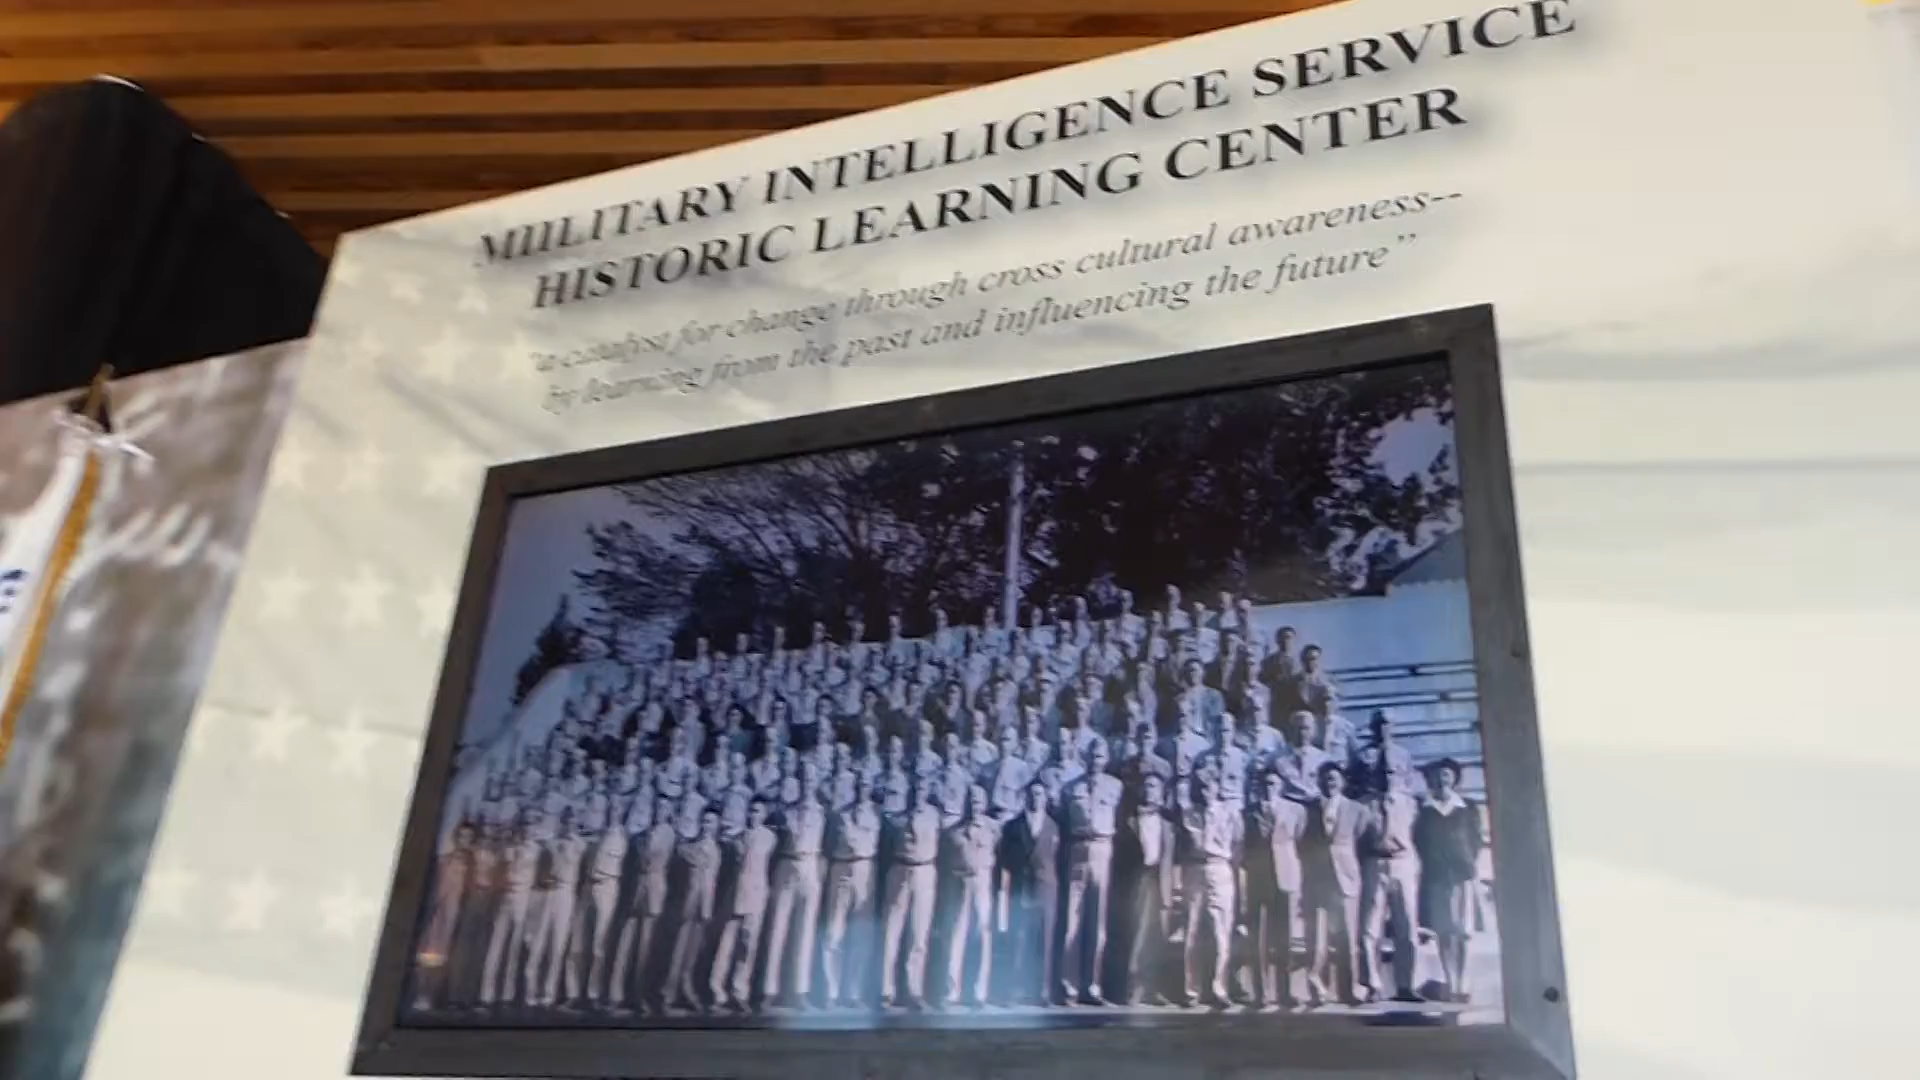 MILITARY INTELLIGENCE SERVICE
HISTORIC LEARNING CENTER
"a catalyst for change through cross cultural awareness--
by learning from the past and influencing the future"